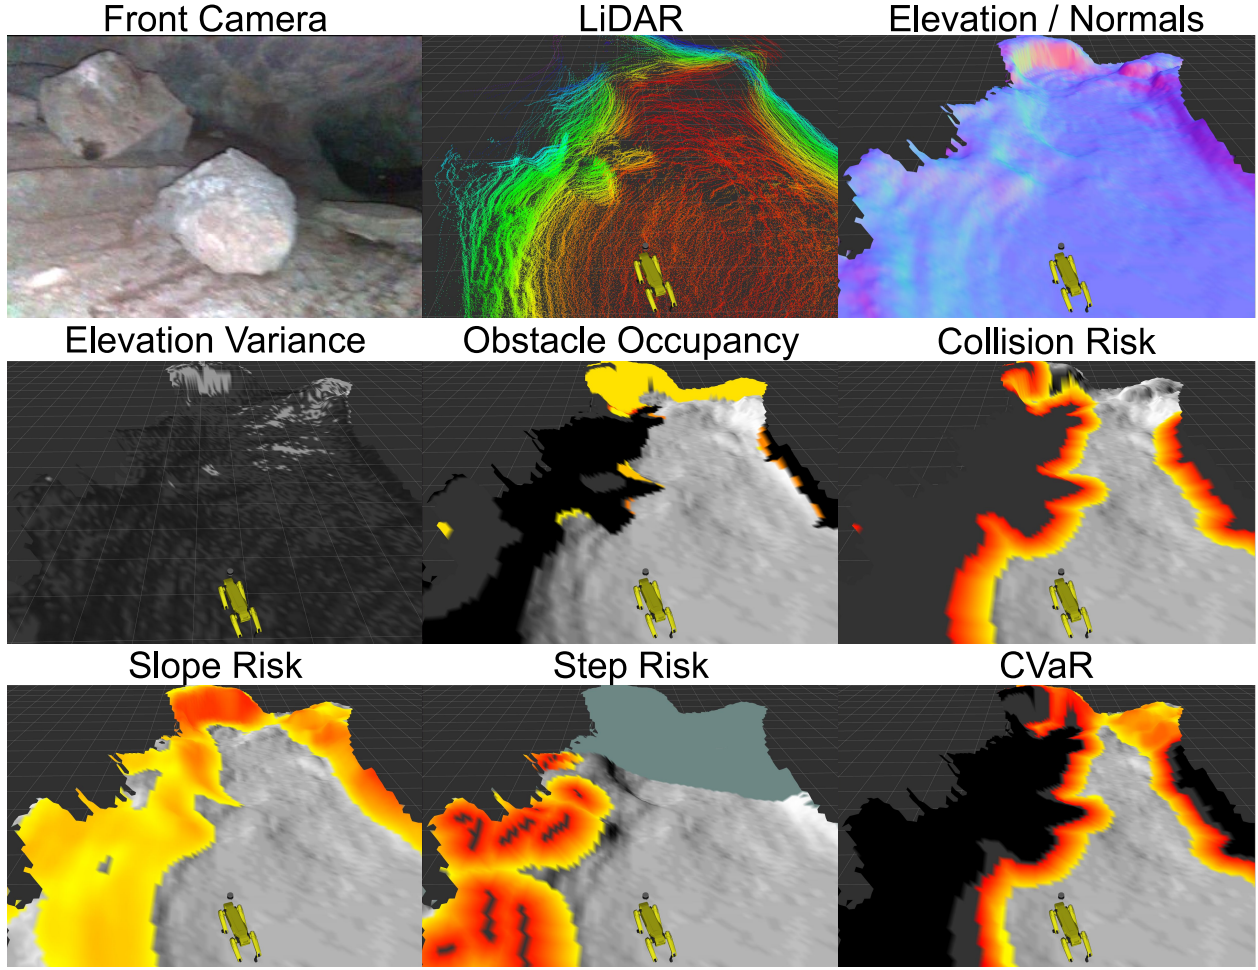 Front Camera
LiDAR
Elevation / Normals
Elevation Variance
Obstacle Occupancy
Collision Risk
Slope Risk
Step Risk
CVaR